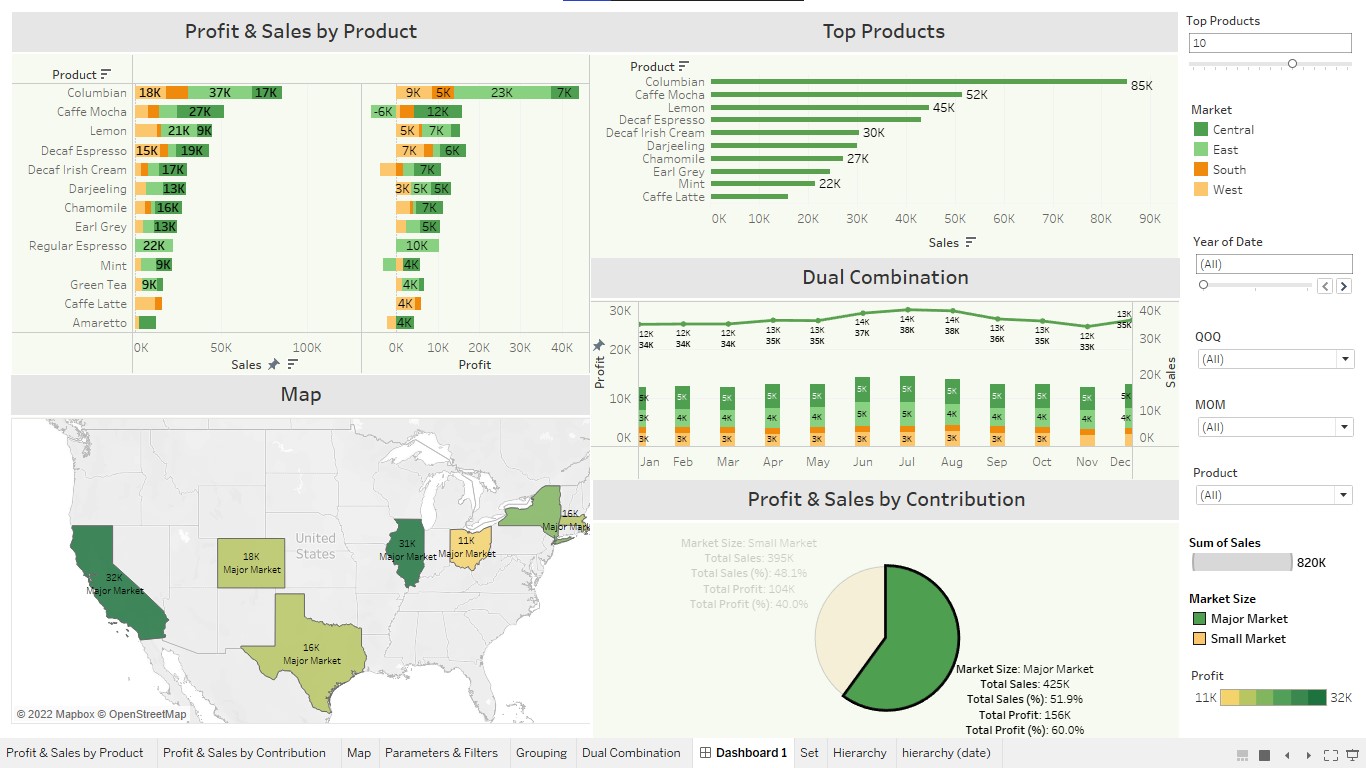 Profit & Sales by Product
Product
Columbian 18K 37K 17K 9K 5K 23K 7K
Caffe Mocha 27K -6K 12K
Lemon 21K 9K 5K 7K
Decaf Espresso 15K 19K 7K 6K
Decaf Irish Cream 17K 7K
Darjeeling 13K 3K 5K 5K
Chamomile 16K 7K
Earl Grey 13K 5K
Regular Espresso 22K 10K
Mint 9K 4K
Green Tea 9K 4K
Caffe Latte 4K
Amaretto 4K
0K 50K 100K 0K 10K 20K 30K 40K
Sales Profit
Map
United
States
32K
Major Market
18K
Major Market
16K
Major Market
31K
Major Market
11K
Major Market
16K
Major Mark
© 2022 Mapbox © OpenStreetMap
Top Products
Product
Columbian 85K
Caffe Mocha 52K
Lemon 45K
Decaf Espresso
Decaf Irish Cream 30K
Darjeeling
Chamomile 27K
Earl Grey
Mint 22K
Caffe Latte
0K 10K 20K 30K 40K 50K 60K 70K 80K 90K
Sales
Dual Combination
Profit
30K
20K
10K
0K
12K 12K 12K 13K 13K 14K 14K 14K 13K 13K 12K 13K
34K 34K 34K 35K 35K 37K 38K 38K 36K 36K 33K 35K
5K 5K 5K 5K 5K 5K 5K 5K 5K 5K 5K 5K
3K 4K 4K 4K 4K 5K 5K 4K 4K 4K 4K 4K
3K 3K 3K 3K 3K 3K 3K 3K 3K 3K
Jan Feb Mar Apr May Jun Jul Aug Sep Oct Nov Dec
40K
30K
20K
10K
0K
Sales
Profit & Sales by Contribution
Market Size: Small Market
Total Sales: 395K
Total Sales (%): 48.1%
Total Profit: 104K
Total Profit (%): 40.0%
Market Size: Major Market
Total Sales: 425K
Total Sales (%): 51.9%
Total Profit: 156K
Total Profit (%): 60.0%
Top Products
10
Market
Central
East
South
West
Year of Date
(All)
QOQ
(All)
MOM
(All)
Product
(All)
Sum of Sales
820K
Market Size
Major Market
Small Market
Profit
11K 32K
Profit & Sales by Product Profit & Sales by Contribution Map Parameters & Filters Grouping Dual Combination Dashboard 1 Set Hierarchy hierarchy (date)